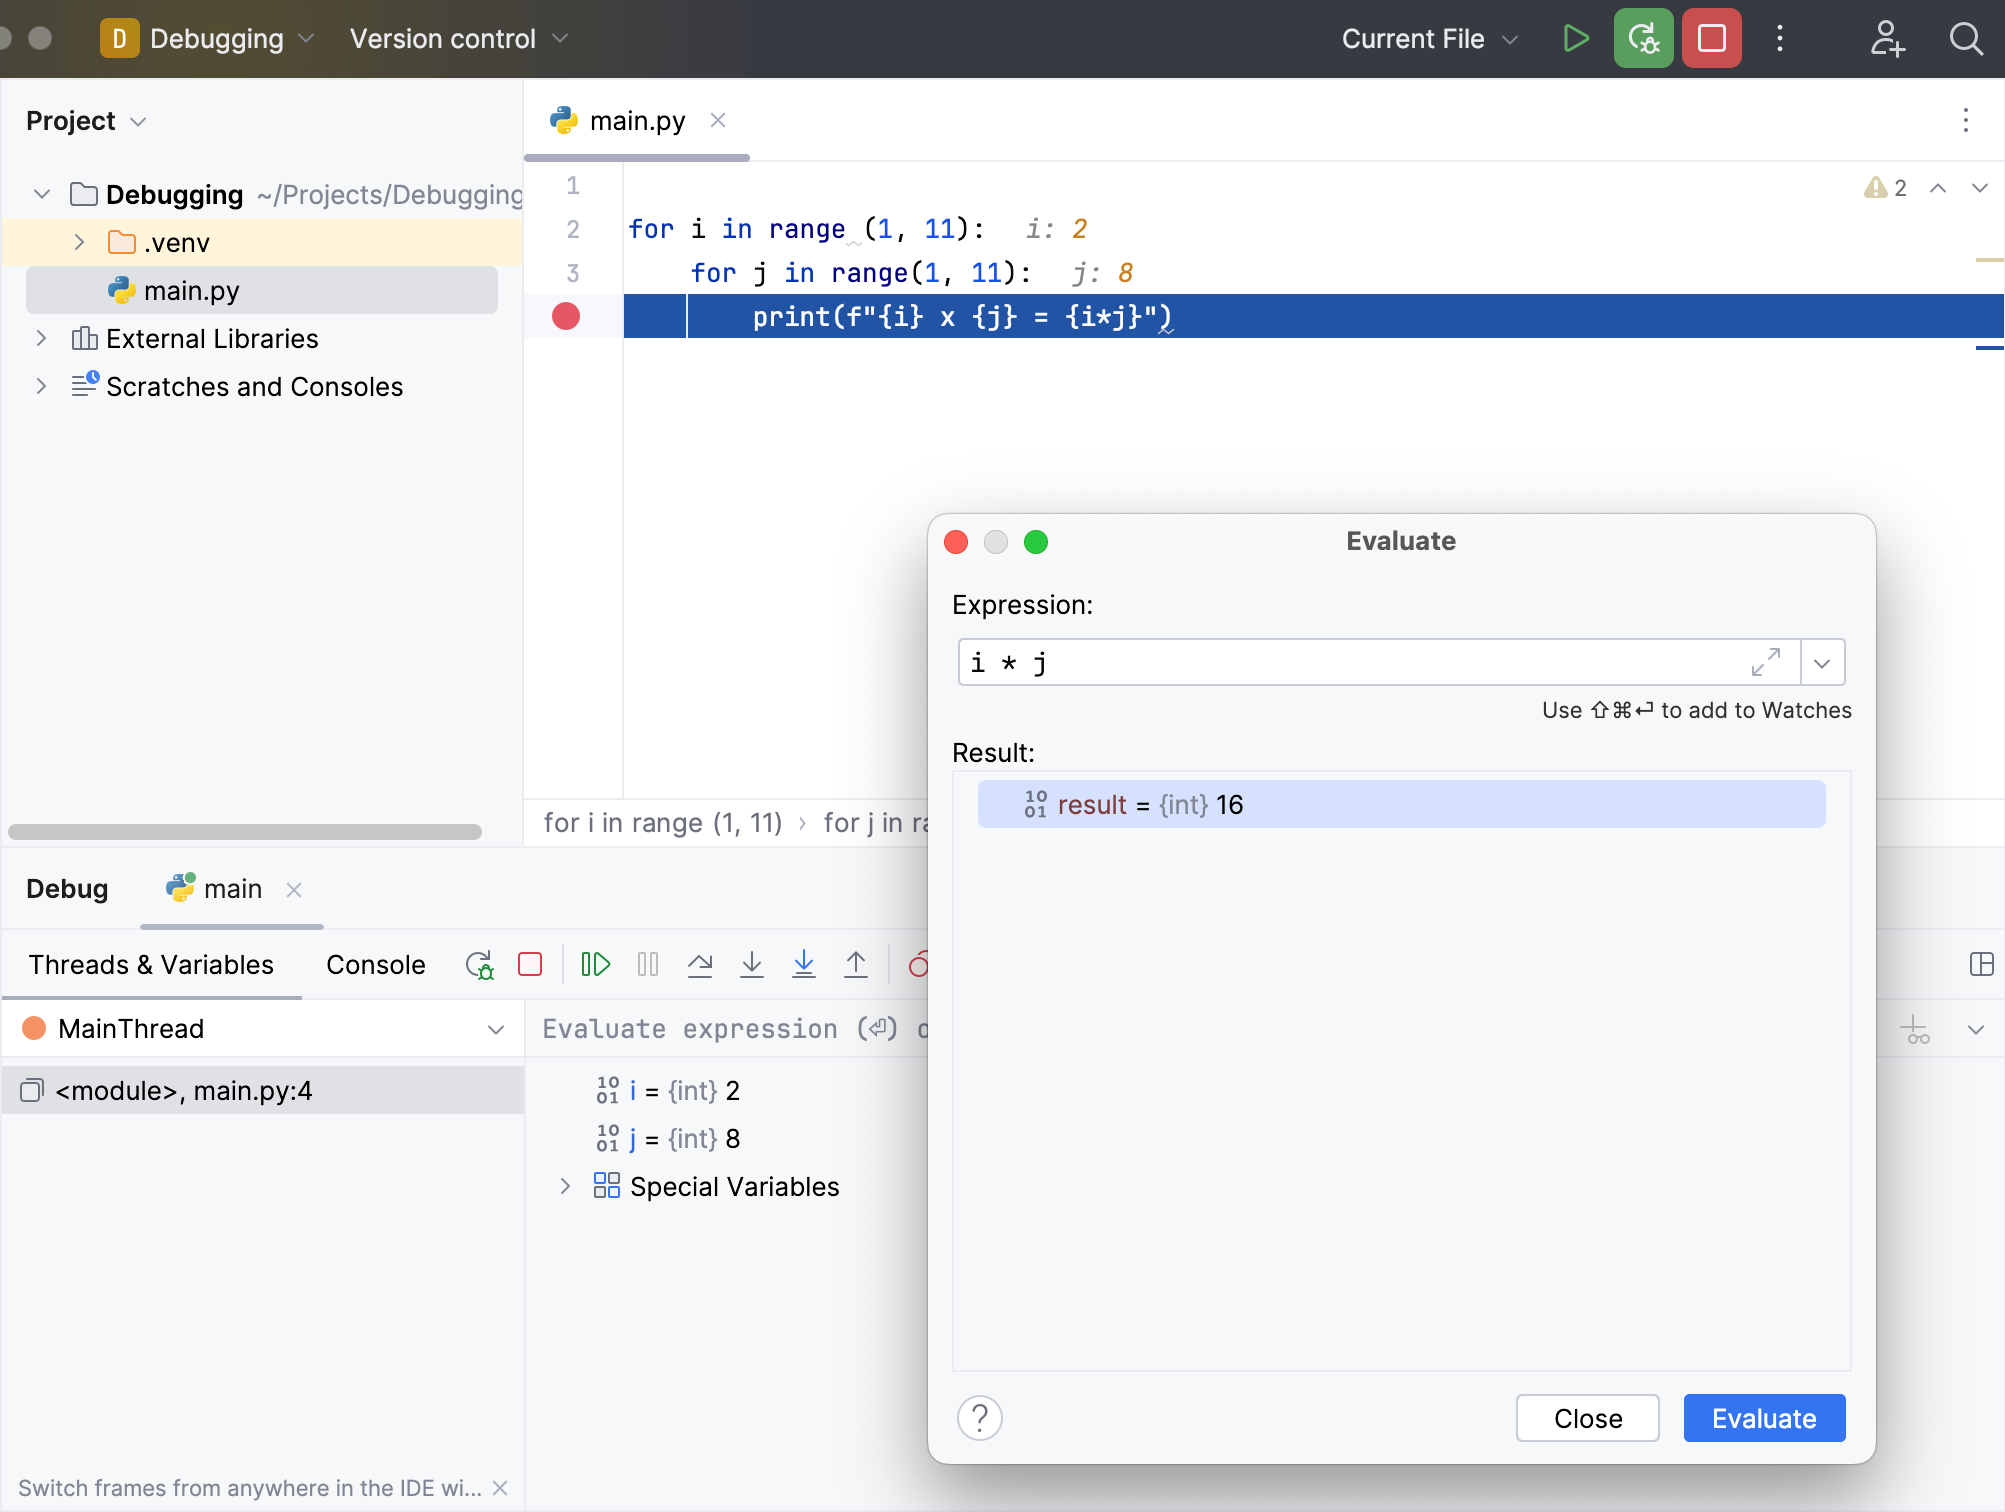 D Debugging Version control Current File
Project
main.py
Debugging ~/Projects/Debugging
.venv
main.py
External Libraries
Scratches and Consoles
2
1
2 for i in range (1, 11): i: 2
3 for j in range(1, 11): j: 8
print(f"{i} x {j} = {i*j}")
for i in range (1, 11) › for j in ra
Debug main
Threads & Variables Console
MainThread
Evaluate expression (⏎) o
<module>, main.py:4
i = {int} 2
j = {int} 8
Special Variables
Switch frames from anywhere in the IDE wi...
Evaluate
Expression:
i * j
Use ⇧⌘⏎ to add to Watches
Result:
result = {int} 16
? Close Evaluate